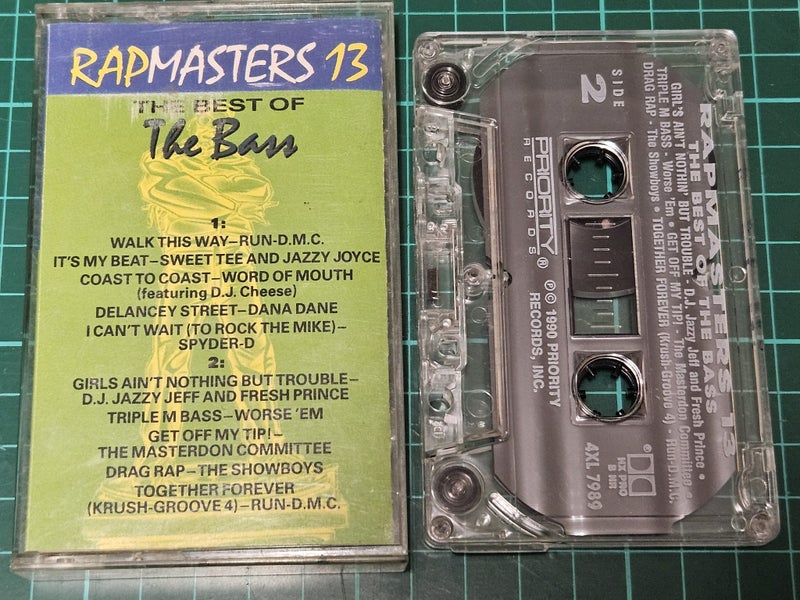 RAPMASTERS 13
THE BEST OF
The Bass
1:
WALK THIS WAY–RUN-D.M.C.
IT'S MY BEAT–SWEET TEE AND JAZZY JOYCE
COAST TO COAST–WORD OF MOUTH
(featuring D.J. Cheese)
DELANCEY STREET–DANA DANE
I CAN'T WAIT (TO ROCK THE MIKE)–
SPYDER-D
2:
GIRLS AIN'T NOTHING BUT TROUBLE–
D.J. JAZZY JEFF AND FRESH PRINCE
TRIPLE M BASS–WORSE 'EM
GET OFF MY TIP!–
THE MASTERDON COMMITTEE
DRAG RAP–THE SHOWBOYS
TOGETHER FOREVER
(KRUSH-GROOVE 4)–RUN-D.M.C.
RAPMASTERS 13
THE BEST OF THE BASS
GIRL'S AIN'T NOTHIN' BUT TROUBLE · D.J. Jazzy Jeff and Fresh Prince •
TRIPLE M BASS · Worse 'Em • GET OFF MY TIP! · The Masterdon Committee •
DRAG RAP · The Showboys • TOGETHER FOREVER (Krush-Groove 4) · RUN-D.M.C.
SIDE
2
PRIORITY
RECORDS®
℗ © 1990 PRIORITY
RECORDS, INC.
HX PRO
B NR
4XL 7989